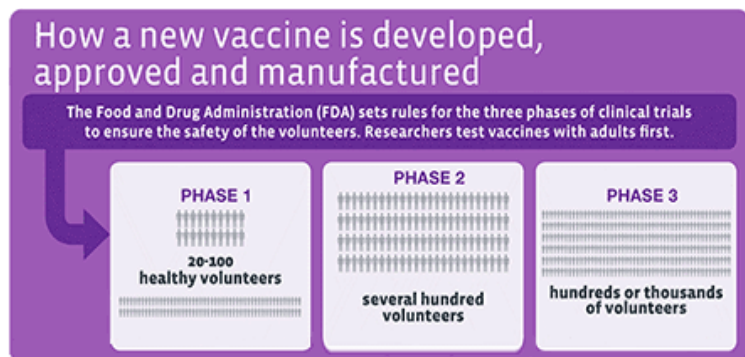 How a new vaccine is developed,
approved and manufactured
The Food and Drug Administration (FDA) sets rules for the three phases of clinical trials
to ensure the safety of the volunteers. Researchers test vaccines with adults first.
PHASE 1
20-100
healthy volunteers
PHASE 2
several hundred
volunteers
PHASE 3
hundreds or thousands
of volunteers